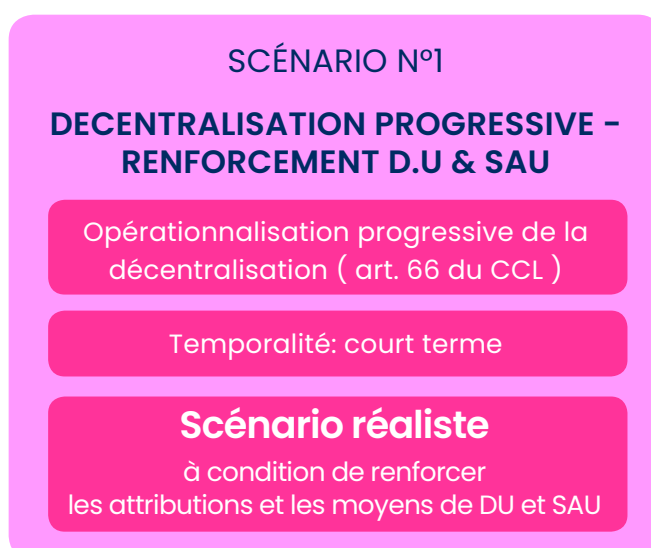 SCÉNARIO N°1
DECENTRALISATION PROGRESSIVE -
RENFORCEMENT D.U & SAU
Opérationnalisation progressive de la
décentralisation ( art. 66 du CCL )
Temporalité: court terme
Scénario réaliste
à condition de renforcer
les attributions et les moyens de DU et SAU